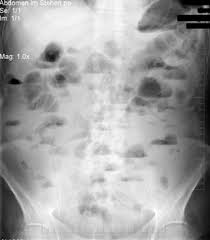 Abdomen im Stehen pa
Se: 1/1
Im: 1/1
Mag: 1.0x